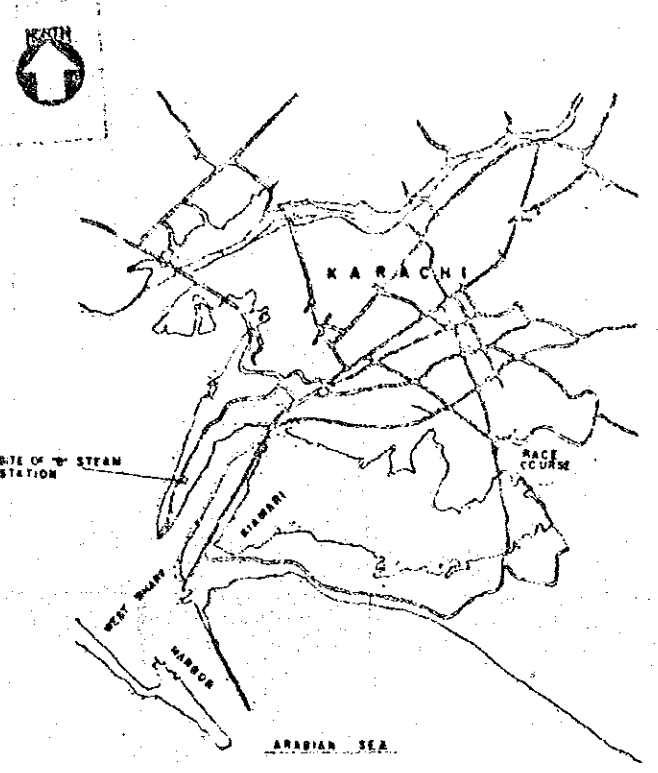 NORTH
KARACHI
SITE OF "B" STEAM
STATION
RACE
COURSE
KIAMARI
WEST WHARF
HARBOR
ARABIAN SEA